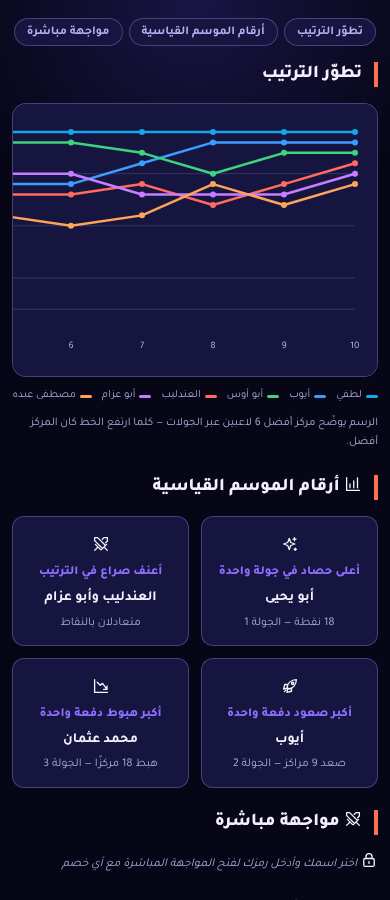 تطوّر الترتيب أرقام الموسم القياسية مواجهة مباشرة
تطوّر الترتيب
6 7 8 9 10
لطفي أيوب أبو أوس العندليب أبو عزام مصطفى عبده
الرسم يوضّح مركز أفضل 6 لاعبين عبر الجولات – كلما ارتفع الخط كان المركز
أفضل.
أرقام الموسم القياسية
أعلى حصاد في جولة واحدة
أبو يحيى
18 نقطة – الجولة 1
أعنف صراع في الترتيب
العندليب وأبو عزام
متعادلان بالنقاط
أكبر صعود دفعة واحدة
أيوب
صعد 9 مراكز – الجولة 2
أكبر هبوط دفعة واحدة
محمد عثمان
هبط 18 مركزًا – الجولة 3
مواجهة مباشرة
اختر اسمك وأدخل رمزك لفتح المواجهة المباشرة مع أي خصم